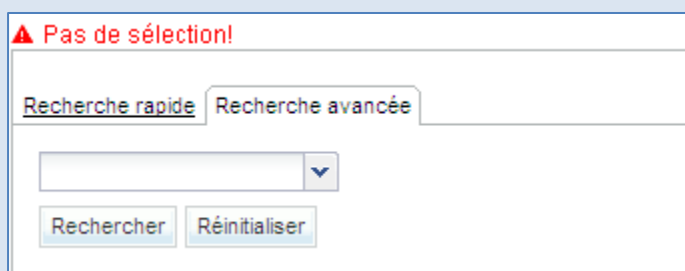 Pas de sélection!
Recherche rapide Recherche avancée
Rechercher Réinitialiser